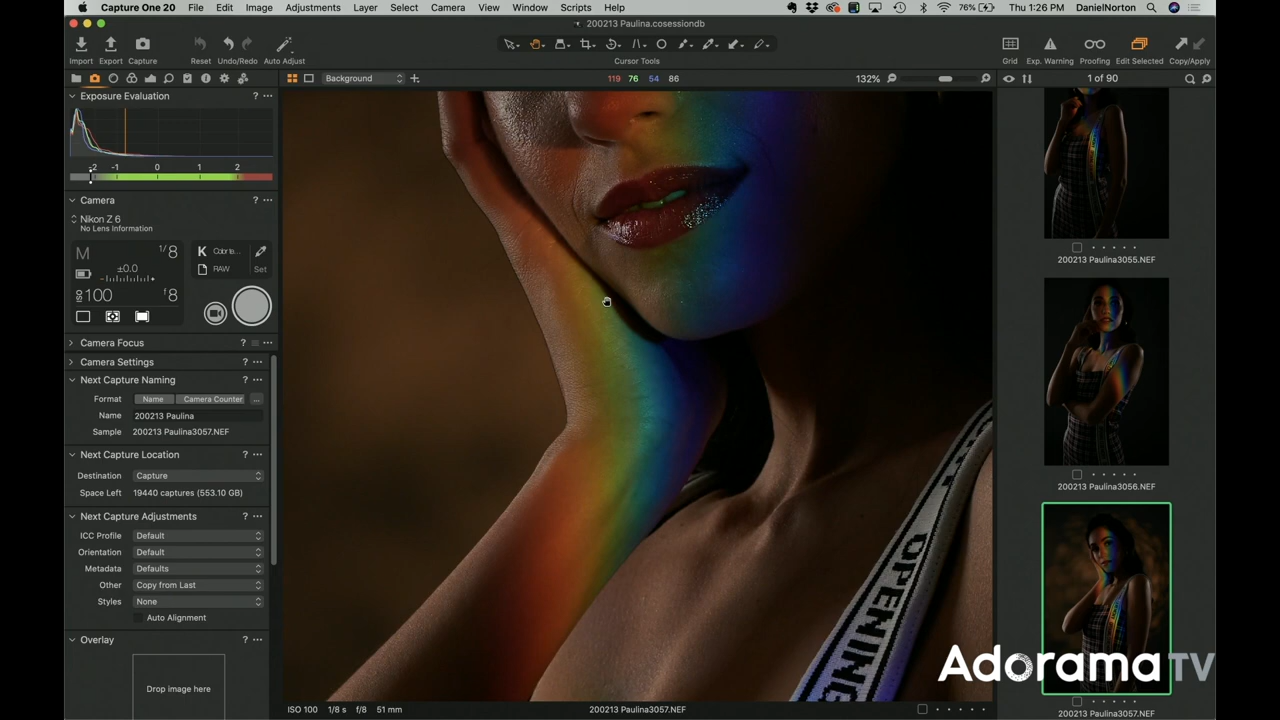 Capture One 20 File Edit Image Adjustments Layer Select Camera View Window Scripts Help 76% Thu 1:26 PM DanielNorton
200213 Paulina.cosessiondb
Import Export Capture Reset Undo/Redo Auto Adjust Cursor Tools Grid Exp. Warning Proofing Edit Selected Copy/Apply
Background 119 76 54 86 132% 1 of 90
Exposure Evaluation ?
-2 -1 0 1 2
Camera ?
Nikon Z 6
No Lens Information
M 1/8
±0.0
ISO 100 f8
K
RAW Set
Camera Focus ?
Camera Settings ?
Next Capture Naming ?
Format Name Camera Counter ...
Name 200213 Paulina
Sample 200213 Paulina3057.NEF
Next Capture Location ?
Destination Capture
Space Left 19440 captures (553.10 GB)
Next Capture Adjustments ?
ICC Profile Default
Orientation Default
Metadata Defaults
Other Copy from Last
Styles None
Auto Alignment
Overlay ?
Drop image here
OPENING
ISO 100 1/8 s f/8 51 mm 200213 Paulina3057.NEF
200213 Paulina3055.NEF
200213 Paulina3056.NEF
200213 Paulina3057.NEF
Adorama TV